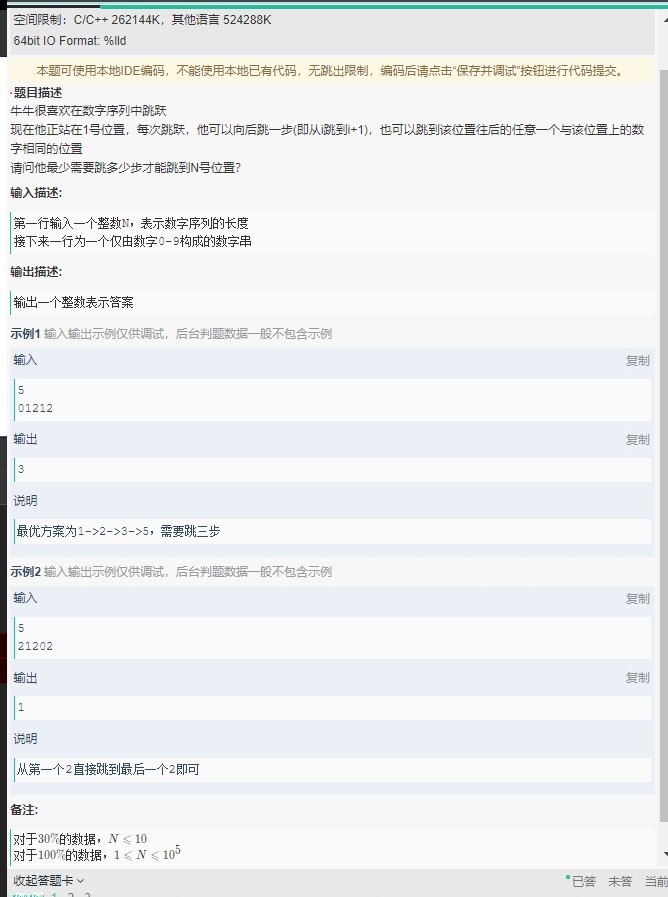 空间限制：C/C++ 262144K，其他语言 524288K
64bit IO Format: %lld
本题可使用本地IDE编码，不能使用本地已有代码，无跳出限制，编码后请点击“保存并调试”按钮进行代码提交。
·题目描述
牛牛很喜欢在数字序列中跳跃
现在他正站在1号位置，每次跳跃，他可以向后跳一步(即从i跳到i+1)，也可以跳到该位置往后的任意一个与该位置上的数
字相同的位置
请问他最少需要跳多少步才能跳到N号位置?
输入描述:
第一行输入一个整数N，表示数字序列的长度
接下来一行为一个仅由数字0-9构成的数字串
输出描述:
输出一个整数表示答案
示例1 输入输出示例仅供调试，后台判题数据一般不包含示例
输入 复制
5
01212
输出 复制
3
说明
最优方案为1->2->3->5，需要跳三步
示例2 输入输出示例仅供调试，后台判题数据一般不包含示例
输入 复制
5
21202
输出 复制
1
说明
从第一个2直接跳到最后一个2即可
备注:
对于30%的数据，N ⩽ 10
对于100%的数据，1 ⩽ N ⩽ 10^5
收起答题卡 已答 未答 当前